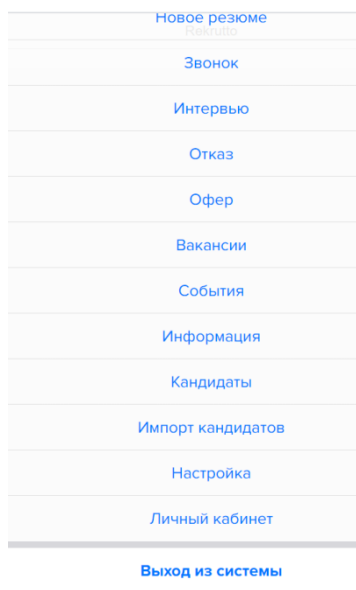 Новое резюме
Rekrutto
Звонок
Интервью
Отказ
Офер
Вакансии
События
Информация
Кандидаты
Импорт кандидатов
Настройка
Личный кабинет
Выход из системы